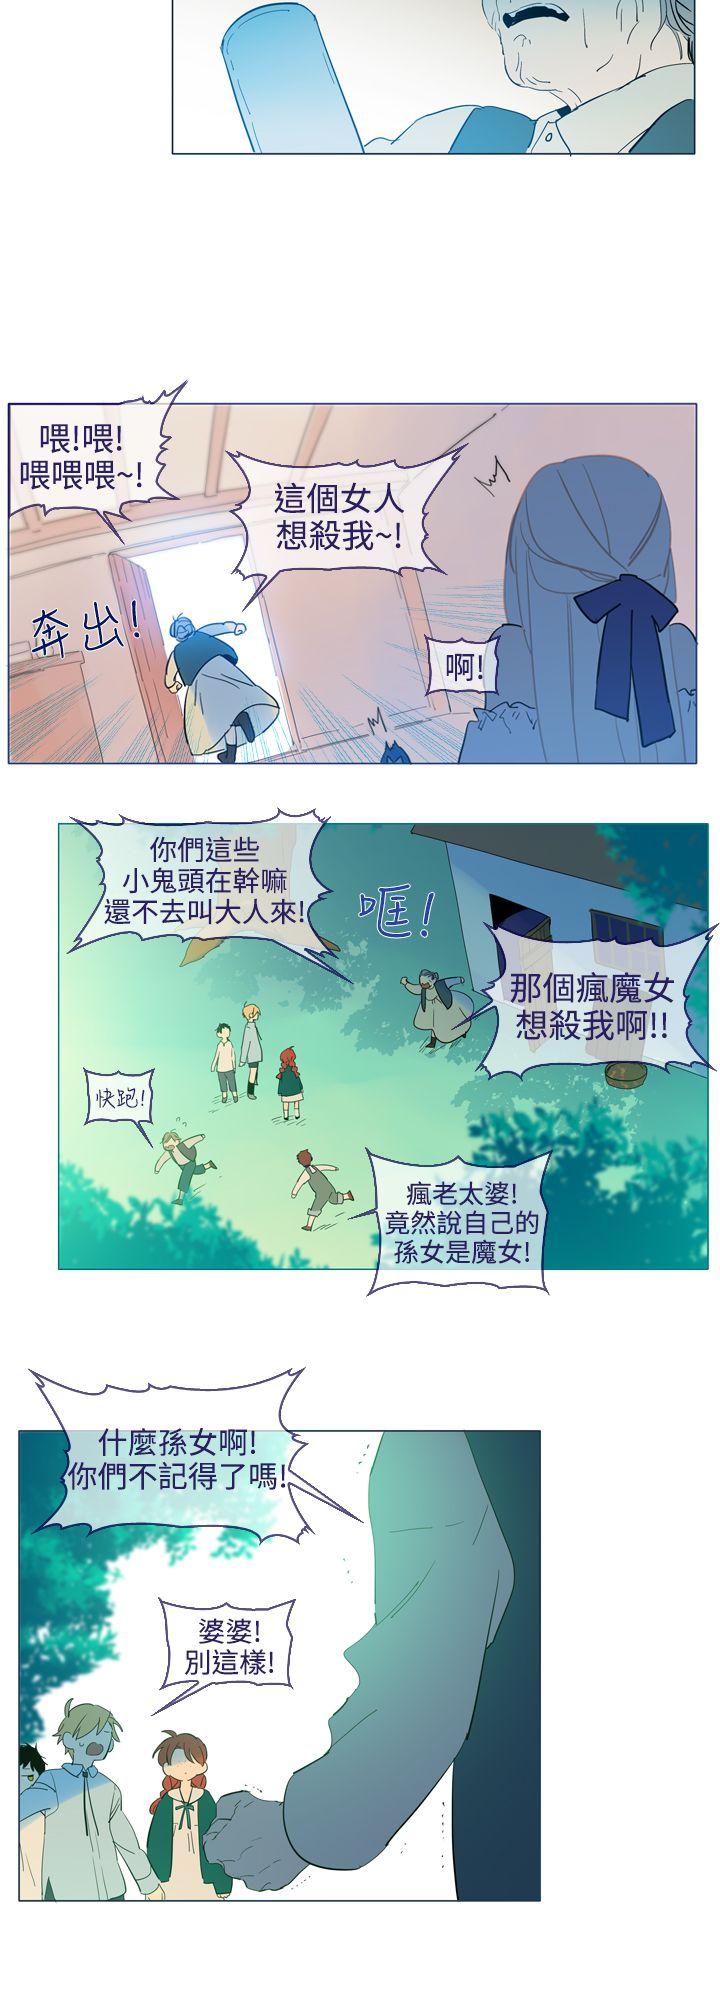 喂!喂!
喂喂喂~!
這個女人
想殺我~!
奔出!
啊!
你們這些
小鬼頭在幹嘛
還不去叫大人來!
哐!
那個瘋魔女
想殺我啊!!
快跑!
瘋老太婆!
竟然說自己的
孫女是魔女!
什麼孫女啊!
你們不記得了嗎!
婆婆!
別這樣!